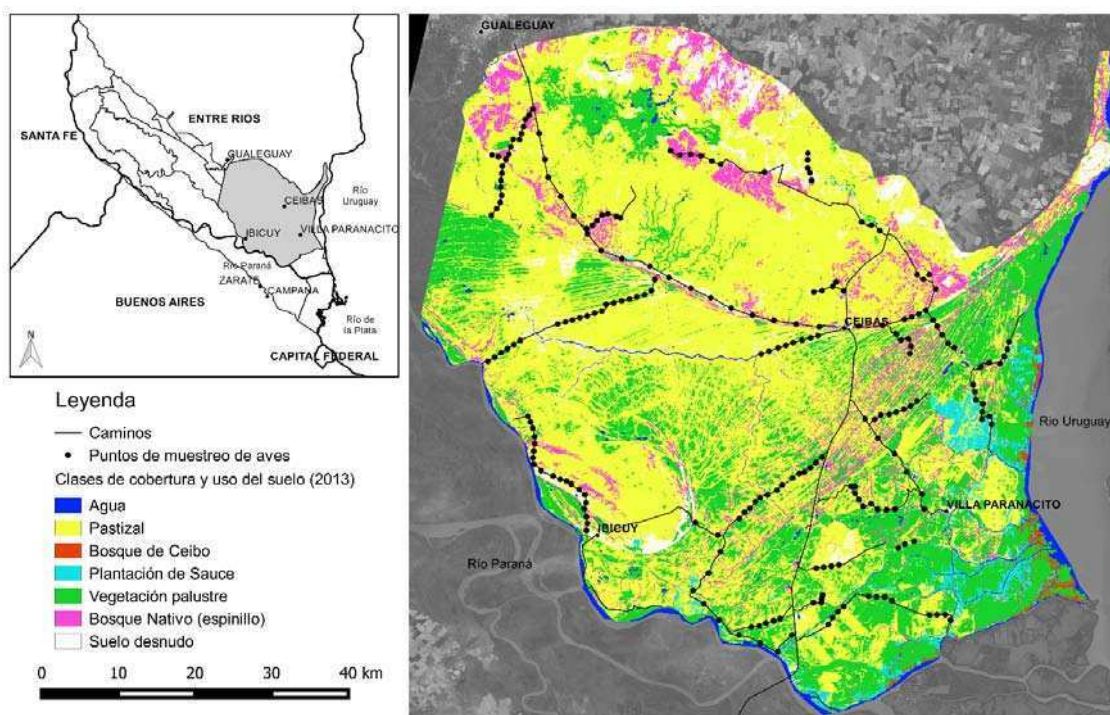 ENTRE RIOS
SANTA FE
GUALEGUAY
Río
Uruguay
CEIBAS
IBICUY
VILLA PARANACITO
Río Paraná
ZARATE
CAMPANA
BUENOS AIRES
Río de
la Plata
N
CAPITAL FEDERAL
Leyenda
Caminos
Puntos de muestreo de aves
Clases de cobertura y uso del suelo (2013)
Agua
Pastizal
Bosque de Ceibo
Plantación de Sauce
Vegetación palustre
Bosque Nativo (espinillo)
Suelo desnudo
0 10 20 30 40 km
GUALEGUAY
CEIBAS
Río Uruguay
VILLA PARANACITO
IBICUY
Río Paraná